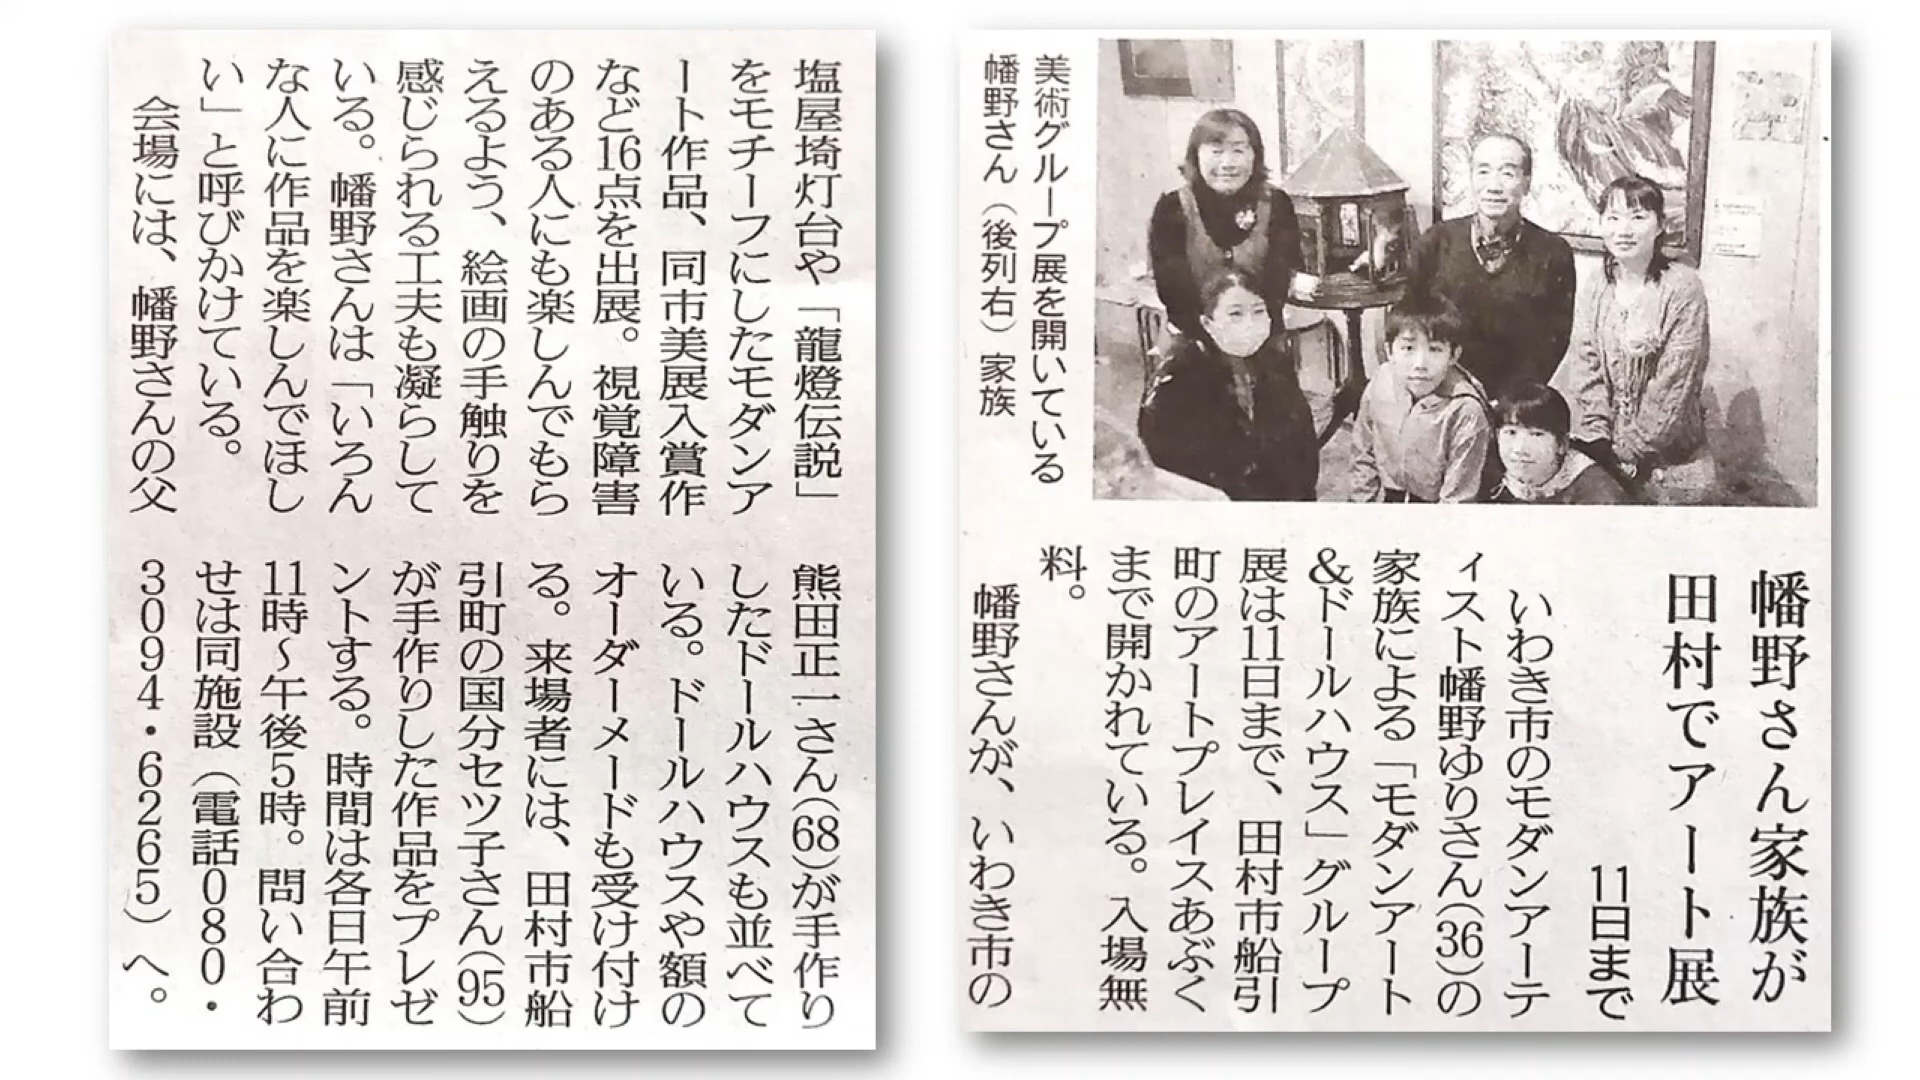 幡野さん家族が
田村でアート展
11日まで
美術グループ展を開いている
幡野さん（後列右）家族
いわき市のモダンアーテ
ィスト幡野ゆりさん(36)の
家族による「モダンアート
&ドールハウス」グループ
展は11日まで、田村市船引
町のアートプレイスあぶく
まで開かれている。入場無
料。
幡野さんが、いわき市の
塩屋埼灯台や「龍燈伝説」
をモチーフにしたモダンア
ート作品、同市美展入賞作
など16点を出展。視覚障害
のある人にも楽しんでもら
えるよう、絵画の手触りを
感じられる工夫も凝らして
いる。幡野さんは「いろん
な人に作品を楽しんでほし
い」と呼びかけている。
会場には、幡野さんの父
熊田正一さん(68)が手作り
したドールハウスも並べて
いる。ドールハウスや額の
オーダーメードも受け付け
る。来場者には、田村市船
引町の国分セツ子さん(95)
が手作りした作品をプレゼ
ントする。時間は各日午前
11時〜午後5時。問い合わ
せは同施設（電話080・
3094・6265）へ。